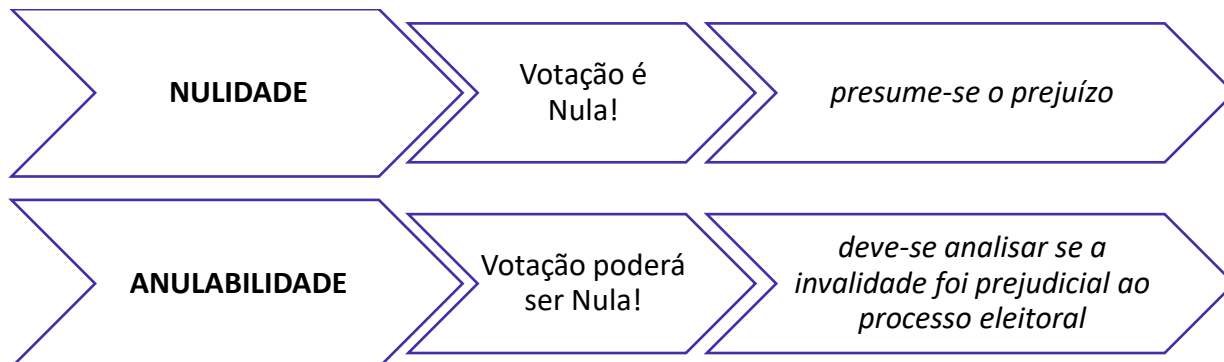 NULIDADE
Votação é
Nula!
presume-se o prejuízo
ANULABILIDADE
Votação poderá
ser Nula!
deve-se analisar se a
invalidade foi prejudicial ao
processo eleitoral